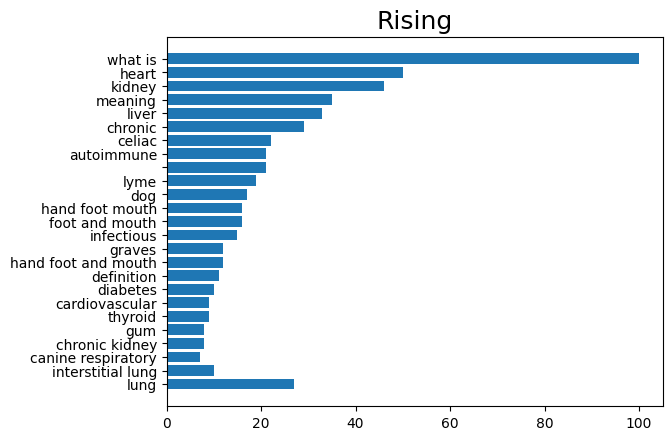 Rising
what is
heart
kidney
meaning
liver
chronic
celiac
autoimmune
lyme
dog
hand foot mouth
foot and mouth
infectious
graves
hand foot and mouth
definition
diabetes
cardiovascular
thyroid
gum
chronic kidney
canine respiratory
interstitial lung
lung
0 20 40 60 80 100